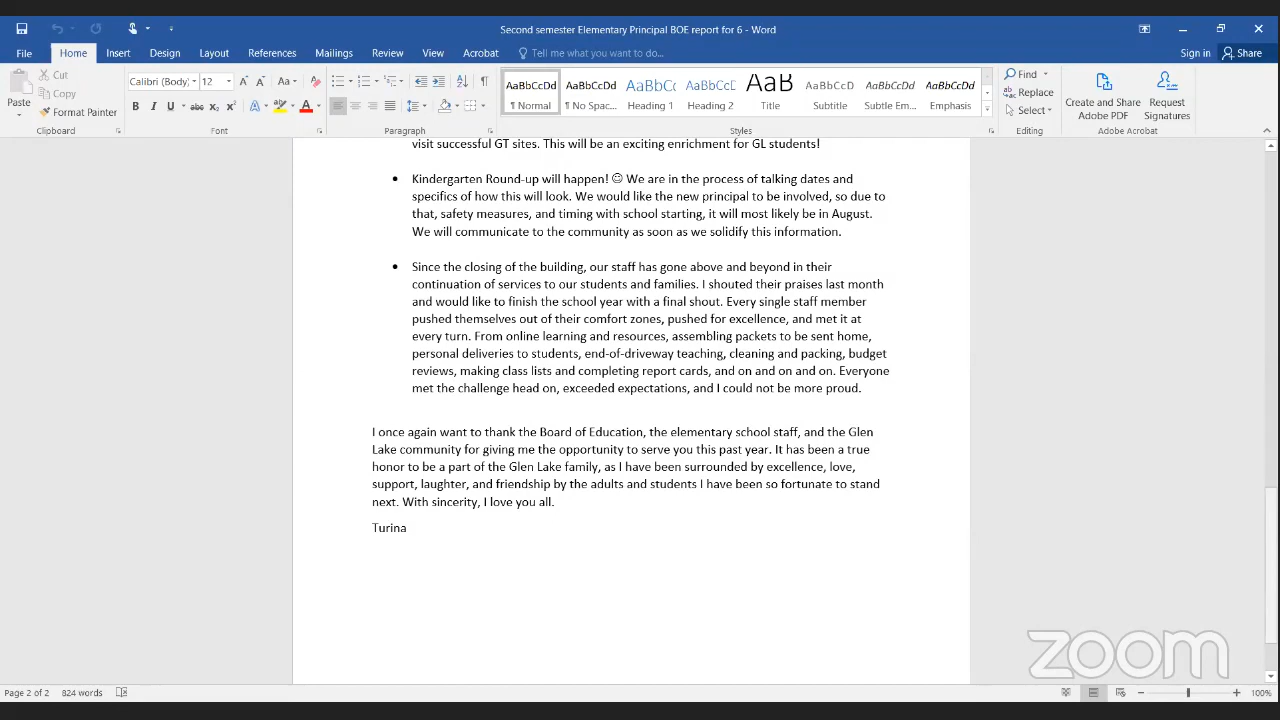 Second semester Elementary Principal BOE report for 6 - Word
File Home Insert Design Layout References Mailings Review View Acrobat Tell me what you want to do... Sign in Share
Paste
Cut
Copy
Format Painter
Clipboard
Calibri (Body) 12
Font
Paragraph
AaBbCcDd AaBbCcDd AaBbCc AaBbCcD AaB AaBbCcD AaBbCcDd AaBbCcDd
¶ Normal ¶ No Spac... Heading 1 Heading 2 Title Subtitle Subtle Em... Emphasis
Styles
Find
Replace
Select
Editing
Create and Share Adobe PDF
Request Signatures
Adobe Acrobat
visit successful GT sites. This will be an exciting enrichment for GL students!
• Kindergarten Round-up will happen! ☺ We are in the process of talking dates and
specifics of how this will look. We would like the new principal to be involved, so due to
that, safety measures, and timing with school starting, it will most likely be in August.
We will communicate to the community as soon as we solidify this information.
• Since the closing of the building, our staff has gone above and beyond in their
continuation of services to our students and families. I shouted their praises last month
and would like to finish the school year with a final shout. Every single staff member
pushed themselves out of their comfort zones, pushed for excellence, and met it at
every turn. From online learning and resources, assembling packets to be sent home,
personal deliveries to students, end-of-driveway teaching, cleaning and packing, budget
reviews, making class lists and completing report cards, and on and on and on. Everyone
met the challenge head on, exceeded expectations, and I could not be more proud.
I once again want to thank the Board of Education, the elementary school staff, and the Glen
Lake community for giving me the opportunity to serve you this past year. It has been a true
honor to be a part of the Glen Lake family, as I have been surrounded by excellence, love,
support, laughter, and friendship by the adults and students I have been so fortunate to stand
next. With sincerity, I love you all.
Turina
zoom
Page 2 of 2 824 words 100%